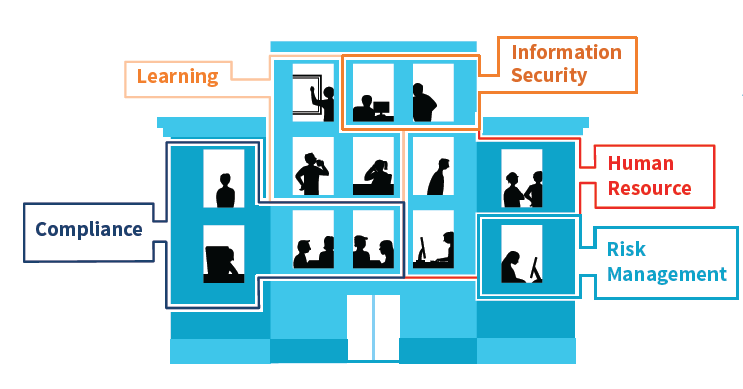 Learning
Information
Security
Human
Resource
Compliance
Risk
Management